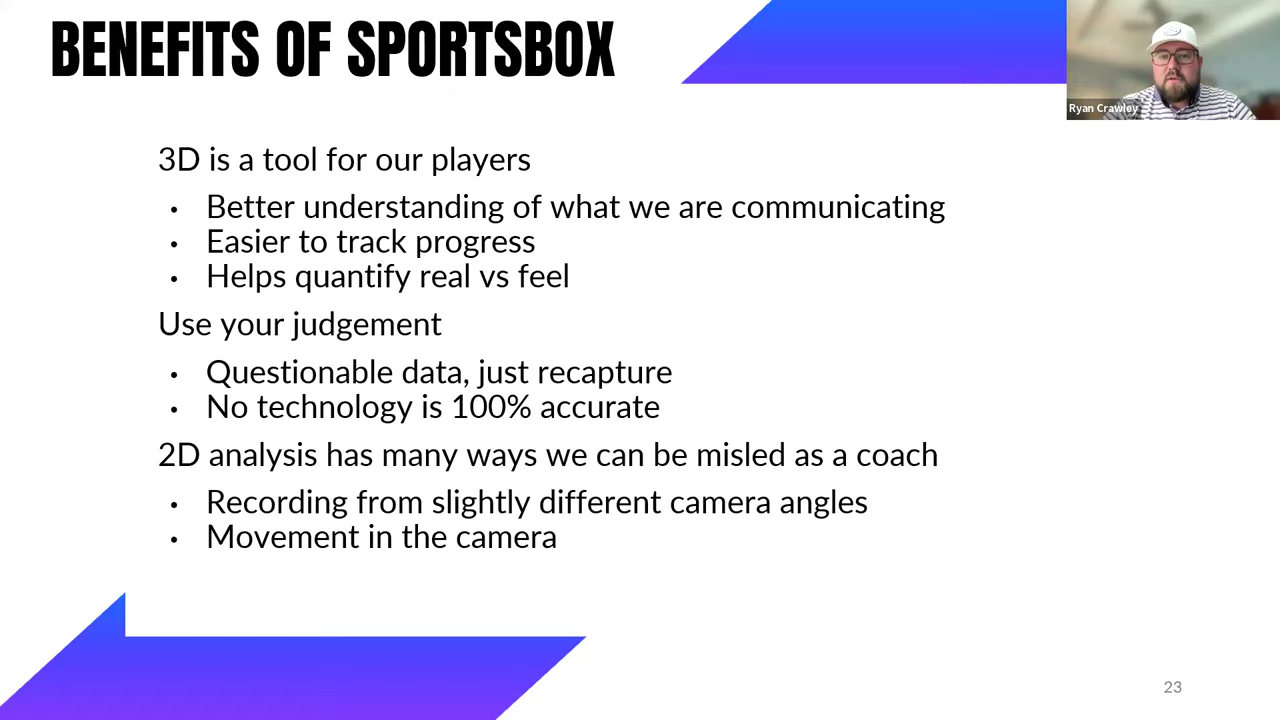 BENEFITS OF SPORTSBOX
Ryan Crawley
3D is a tool for our players
• Better understanding of what we are communicating
• Easier to track progress
• Helps quantify real vs feel
Use your judgement
• Questionable data, just recapture
• No technology is 100% accurate
2D analysis has many ways we can be misled as a coach
• Recording from slightly different camera angles
• Movement in the camera
23